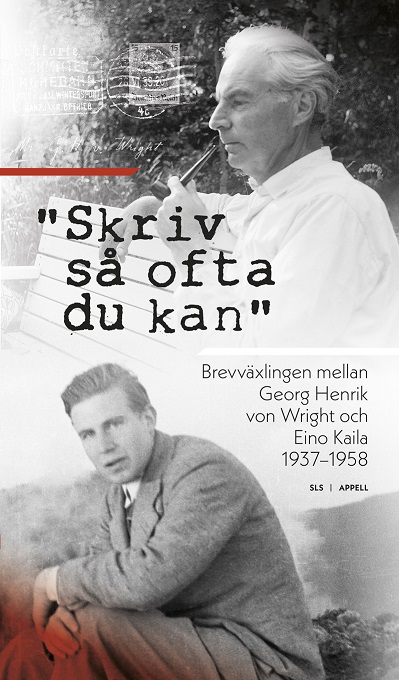 "Skriv
så ofta
du kan"
Brevväxlingen mellan
Georg Henrik
von Wright och
Eino Kaila
1937–1958
SLS | APPELL